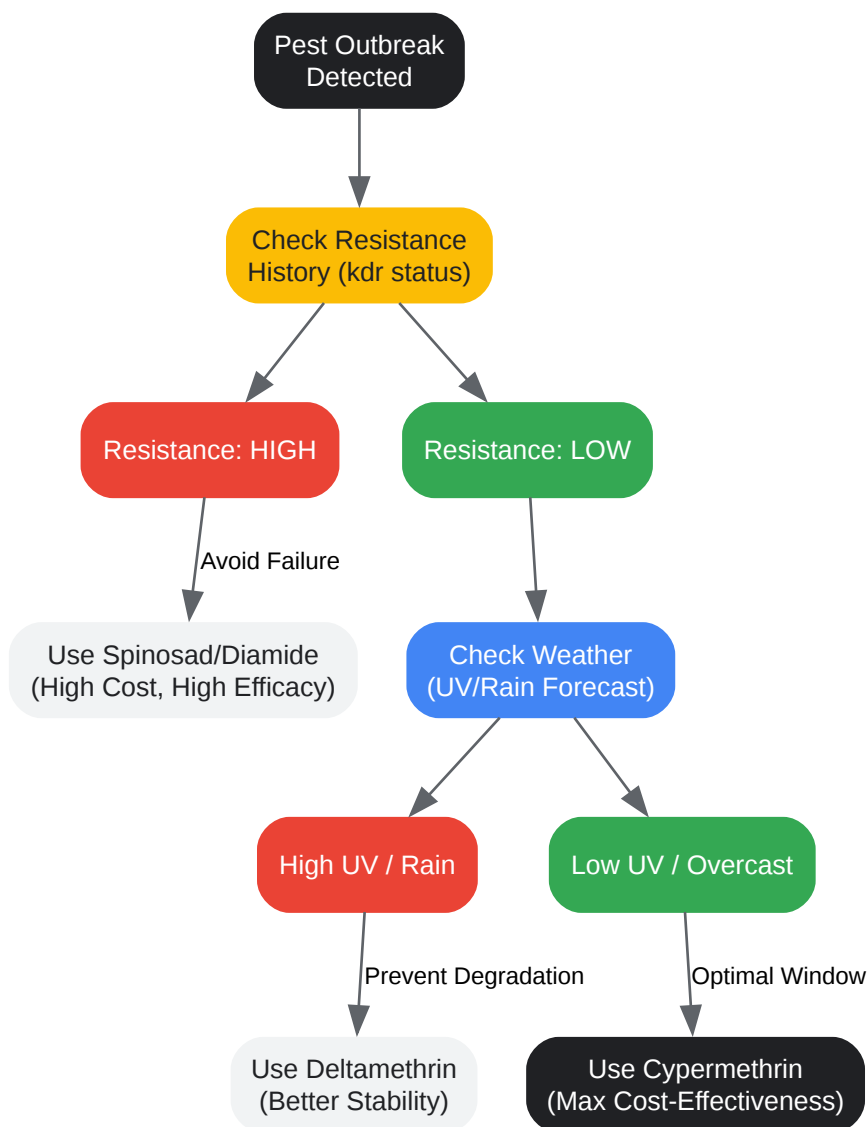 Pest Outbreak
Detected
Check Resistance
History (kdr status)
Resistance: HIGH
Resistance: LOW
Avoid Failure
Use Spinosad/Diamide
(High Cost, High Efficacy)
Check Weather
(UV/Rain Forecast)
High UV / Rain
Low UV / Overcast
Prevent Degradation
Optimal Window
Use Deltamethrin
(Better Stability)
Use Cypermethrin
(Max Cost-Effectiveness)